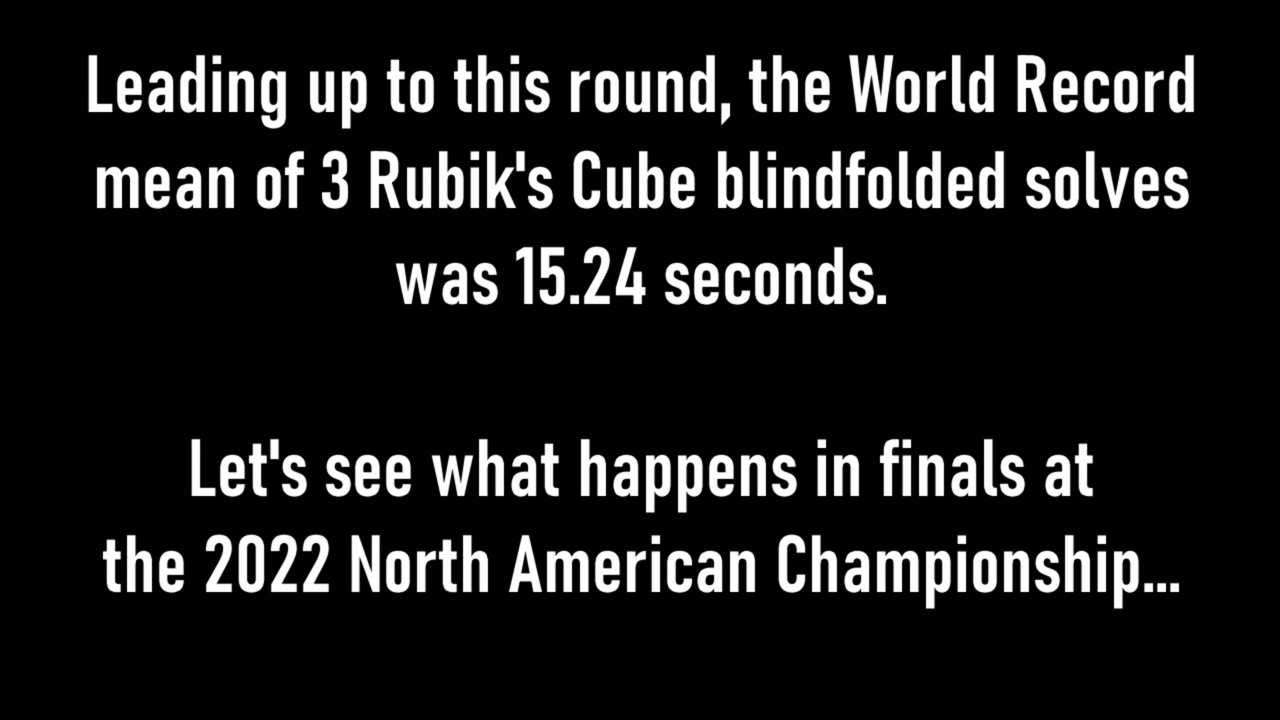 Leading up to this round, the World Record
mean of 3 Rubik's Cube blindfolded solves
was 15.24 seconds.
Let's see what happens in finals at
the 2022 North American Championship...